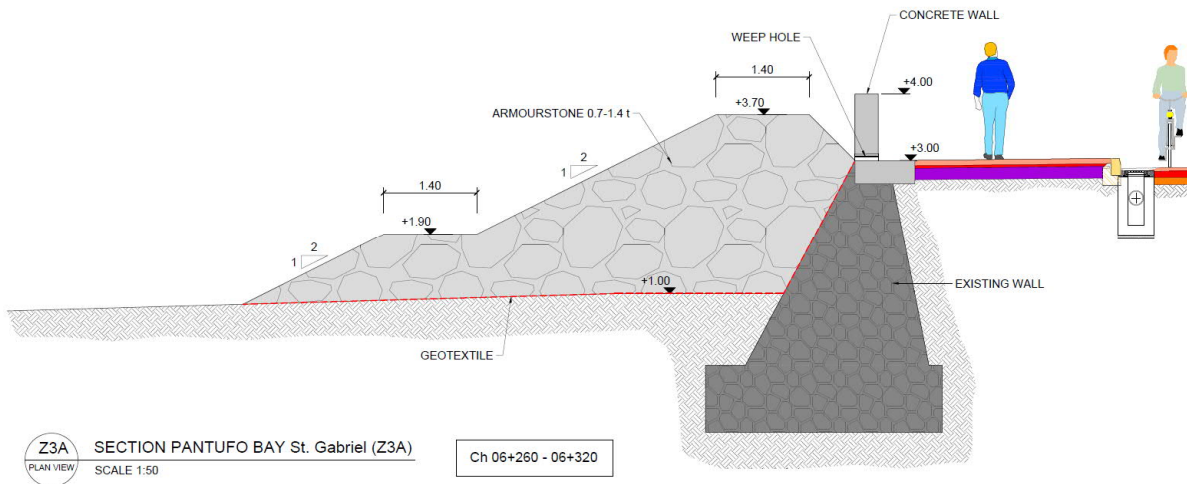 CONCRETE WALL
WEEP HOLE
1.40
+4.00
+3.70
ARMOURSTONE 0.7-1.4 t
+3.00
2
1
1.40
+1.90
2
1
+1.00
EXISTING WALL
GEOTEXTILE
Z3A
PLAN VIEW
SECTION PANTUFO BAY St. Gabriel (Z3A)
SCALE 1:50
Ch 06+260 - 06+320